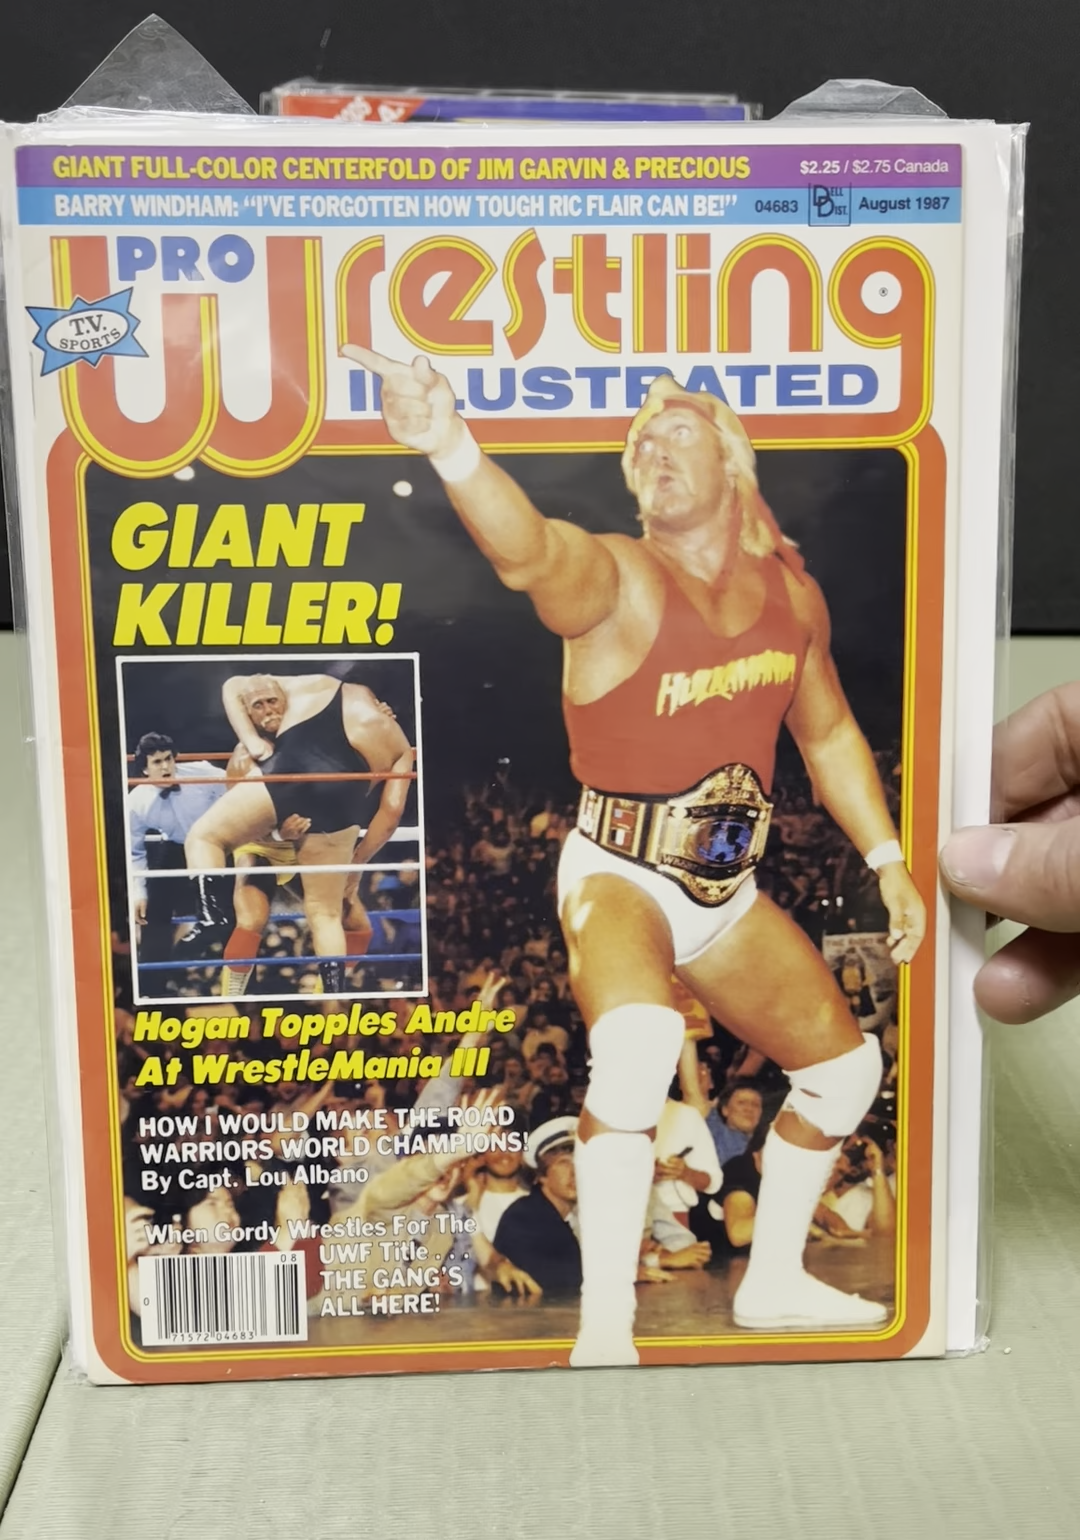 GIANT FULL-COLOR CENTERFOLD OF JIM GARVIN & PRECIOUS
$2.25 / $2.75 Canada
BARRY WINDHAM: "I'VE FORGOTTEN HOW TOUGH RIC FLAIR CAN BE!"
04683
DELL DIST.
August 1987
PRO
Wrestling
®
T.V.
SPORTS
ILLUSTRATED
GIANT
KILLER!
HULKAMANIA
Hogan Topples Andre
At WrestleMania III
HOW I WOULD MAKE THE ROAD
WARRIORS WORLD CHAMPIONS!
By Capt. Lou Albano
When Gordy Wrestles For The
UWF Title . . .
THE GANG'S
ALL HERE!
08
0
71572 04683